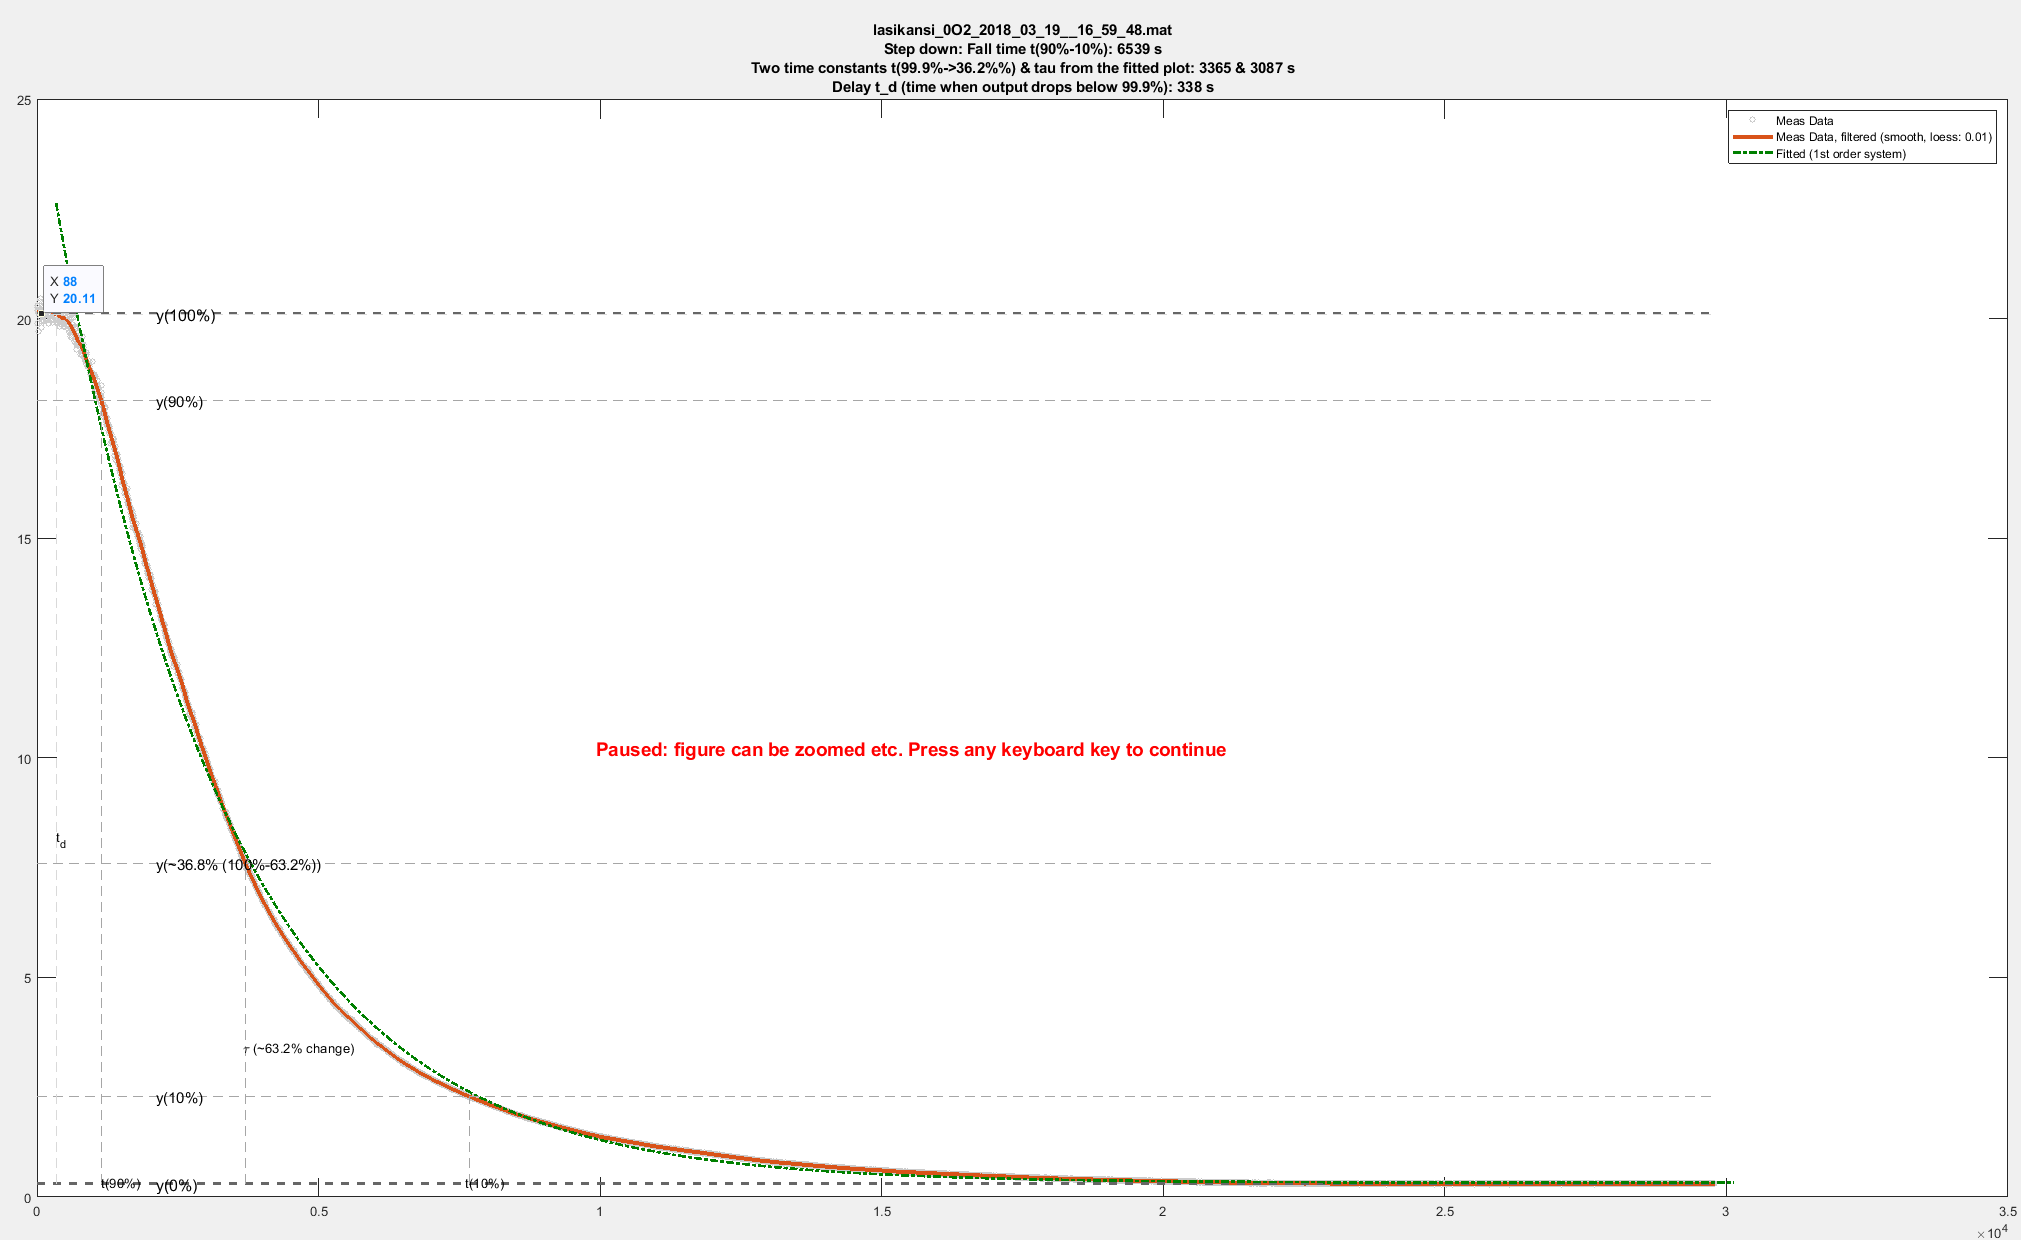 lasikansi_0O2_2018_03_19__16_59_48.mat
Step down: Fall time t(90%-10%): 6539 s
Two time constants t(99.9%->36.2%%) & tau from the fitted plot: 3365 & 3087 s
Delay t_d (time when output drops below 99.9%): 338 s
25
Meas Data
Meas Data, filtered (smooth, loess: 0.01)
Fitted (1st order system)
X 88
Y 20.11
20
y(100%)
y(90%)
15
10
Paused: figure can be zoomed etc. Press any keyboard key to continue
t_d
y(~36.8% (100%-63.2%))
5
τ (~63.2% change)
y(10%)
t(90%)
y(0%)
t(10%)
0
0 0.5 1 1.5 2 2.5 3 3.5
×10^4